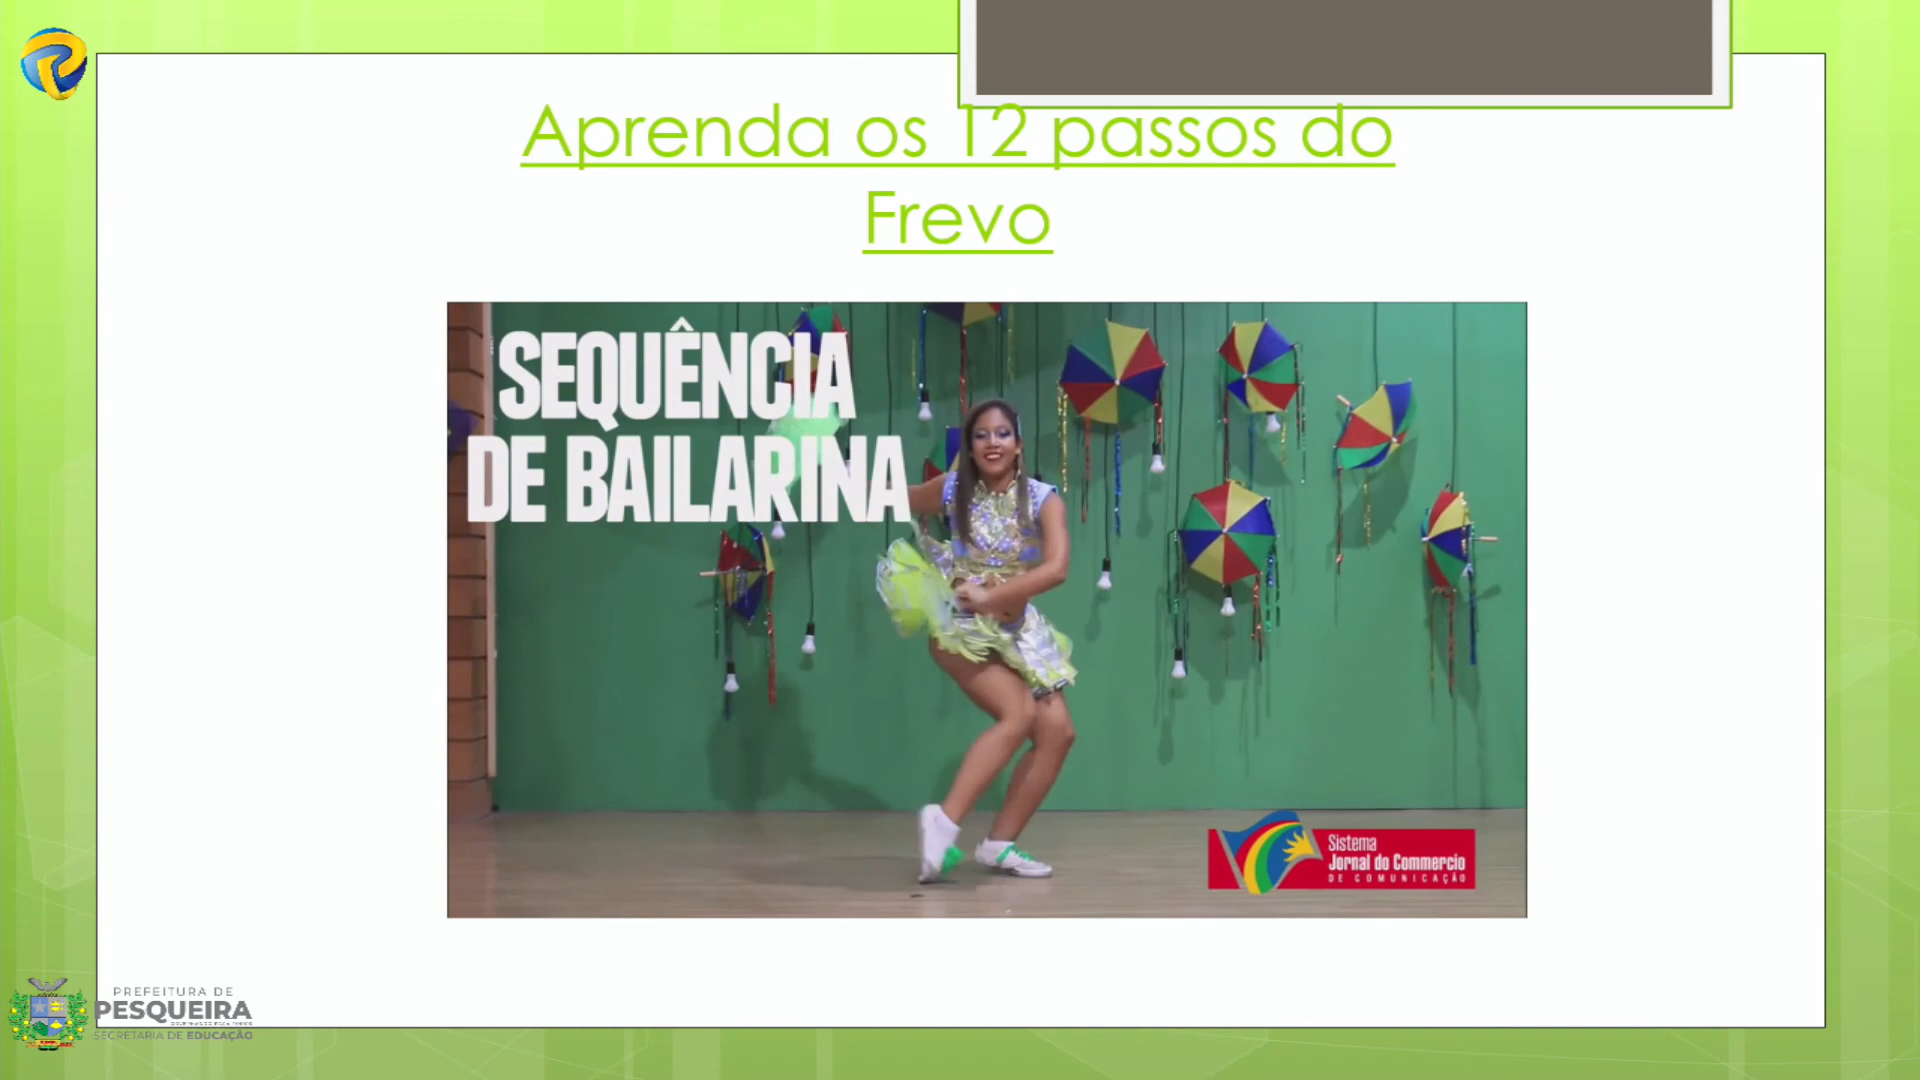 Aprenda os 12 passos do
Frevo
SEQUÊNCIA
DE BAILARINA
Sistema
Jornal do Commercio
DE COMUNICAÇÃO
PREFEITURA DE
PESQUEIRA
SECRETARIA DE EDUCAÇÃO